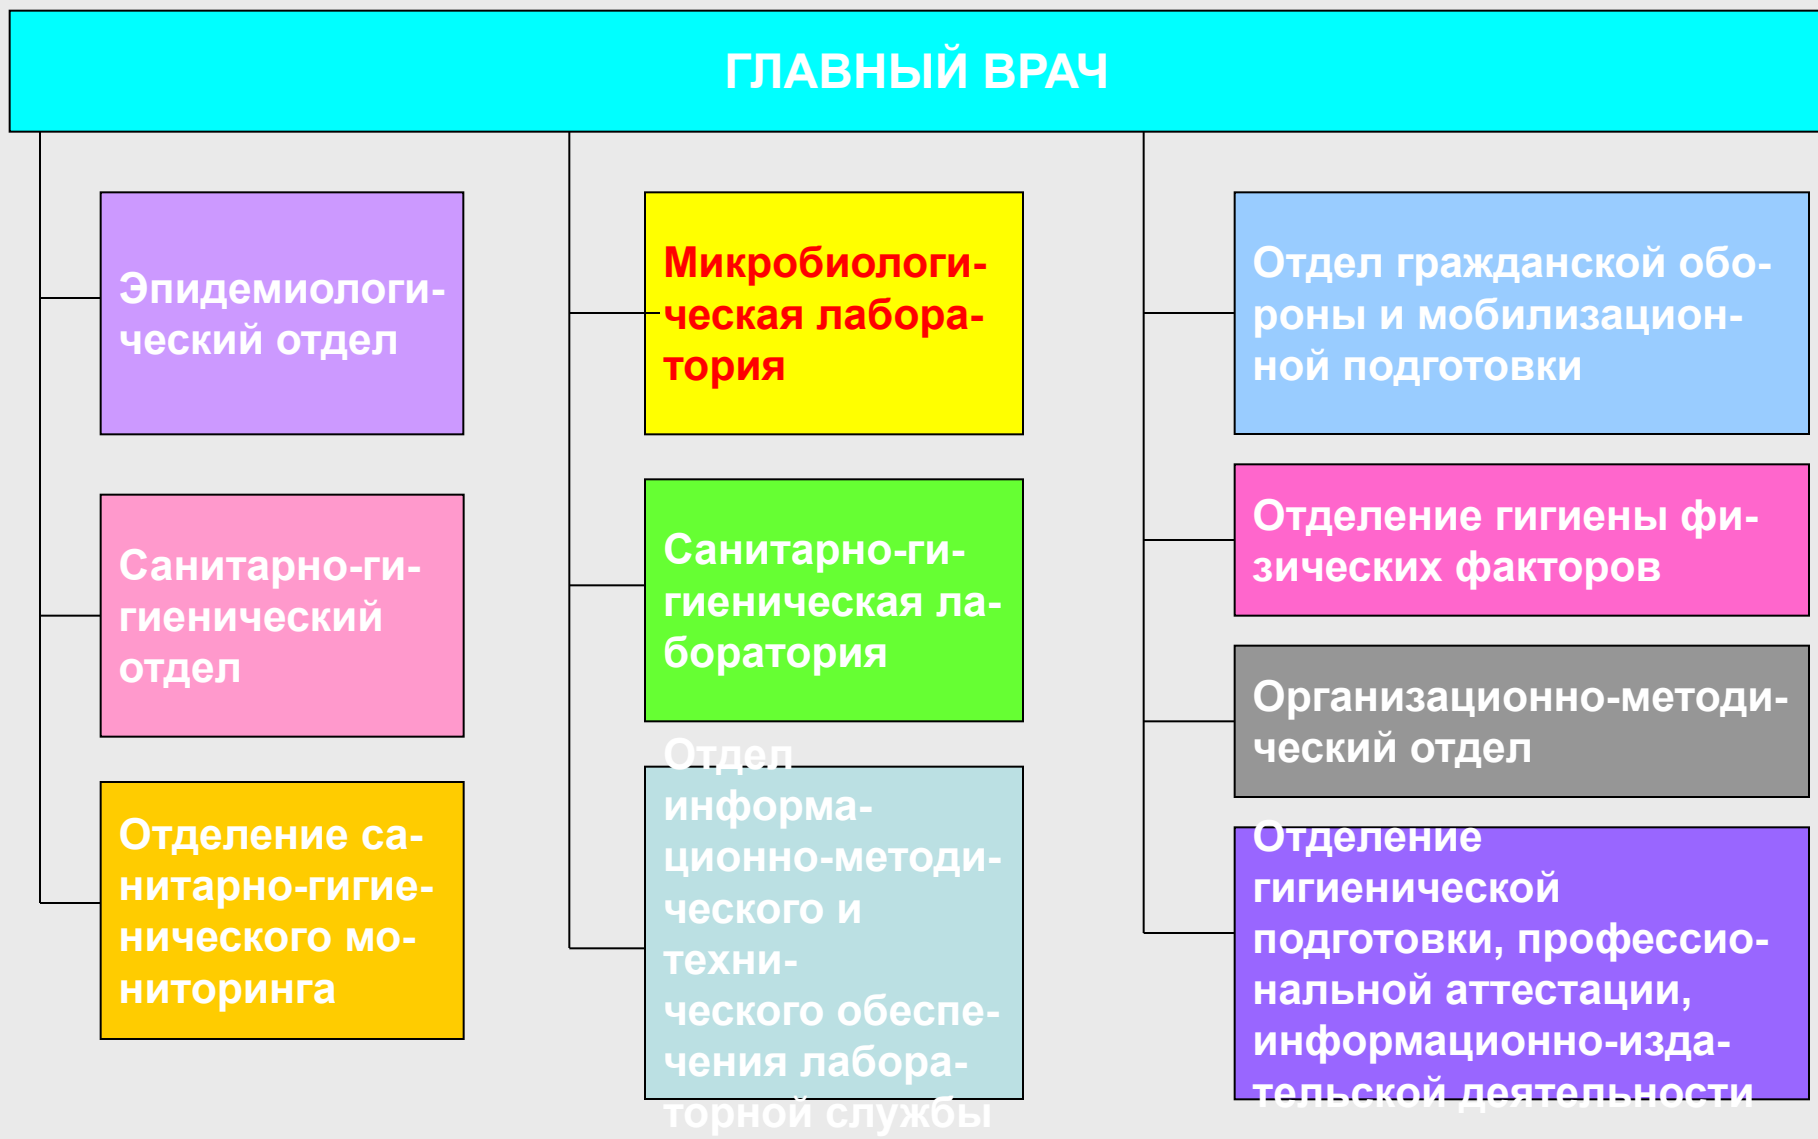 ГЛАВНЫЙ ВРАЧ
Эпидемиологи-
ческий отдел
Санитарно-ги-
гиенический
отдел
Отделение са-
нитарно-гигие-
нического мо-
ниторинга
Микробиологи-
ческая лабора-
тория
Санитарно-ги-
гиеническая ла-
боратория
Отдел
информа-
ционно-методи-
ческого и
техни-
ческого обеспе-
чения лабора-
торной службы
Отдел гражданской обо-
роны и мобилизацион-
ной подготовки
Отделение гигиены фи-
зических факторов
Организационно-методи-
ческий отдел
Отделение
гигиенической
подготовки, профессио-
нальной аттестации,
информационно-изда-
тельской деятельности